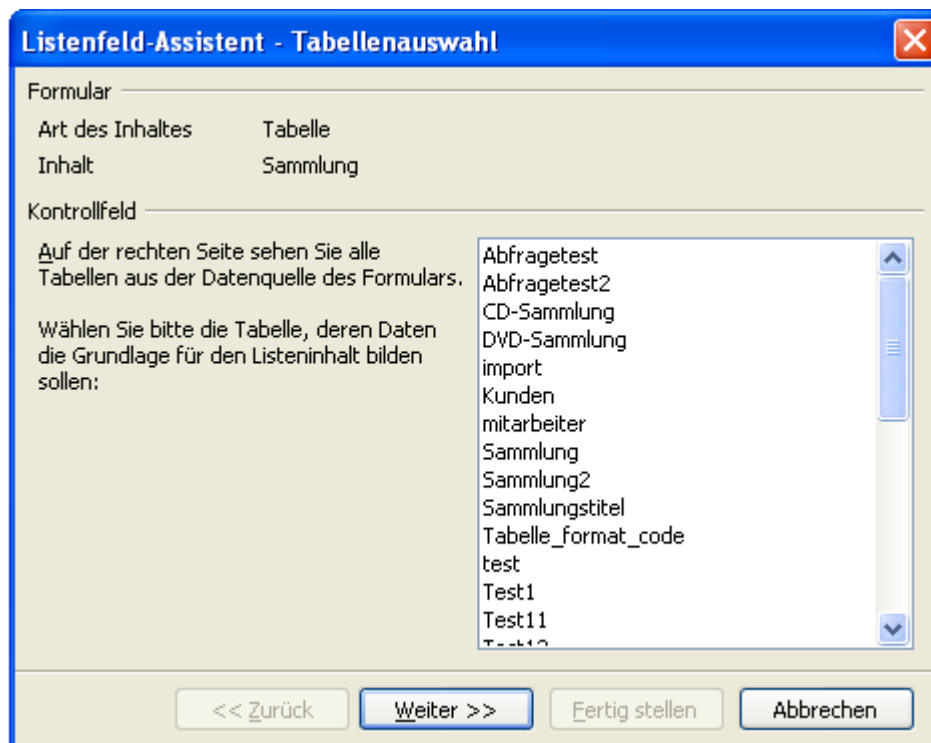 Listenfeld-Assistent - Tabellenauswahl
Formular
Art des Inhaltes Tabelle
Inhalt Sammlung
Kontrollfeld
Auf der rechten Seite sehen Sie alle
Tabellen aus der Datenquelle des Formulars.
Wählen Sie bitte die Tabelle, deren Daten
die Grundlage für den Listeninhalt bilden
sollen:
Abfragetest
Abfragetest2
CD-Sammlung
DVD-Sammlung
import
Kunden
mitarbeiter
Sammlung
Sammlung2
Sammlungstitel
Tabelle_format_code
test
Test1
Test11
<< Zurück Weiter >> Fertig stellen Abbrechen